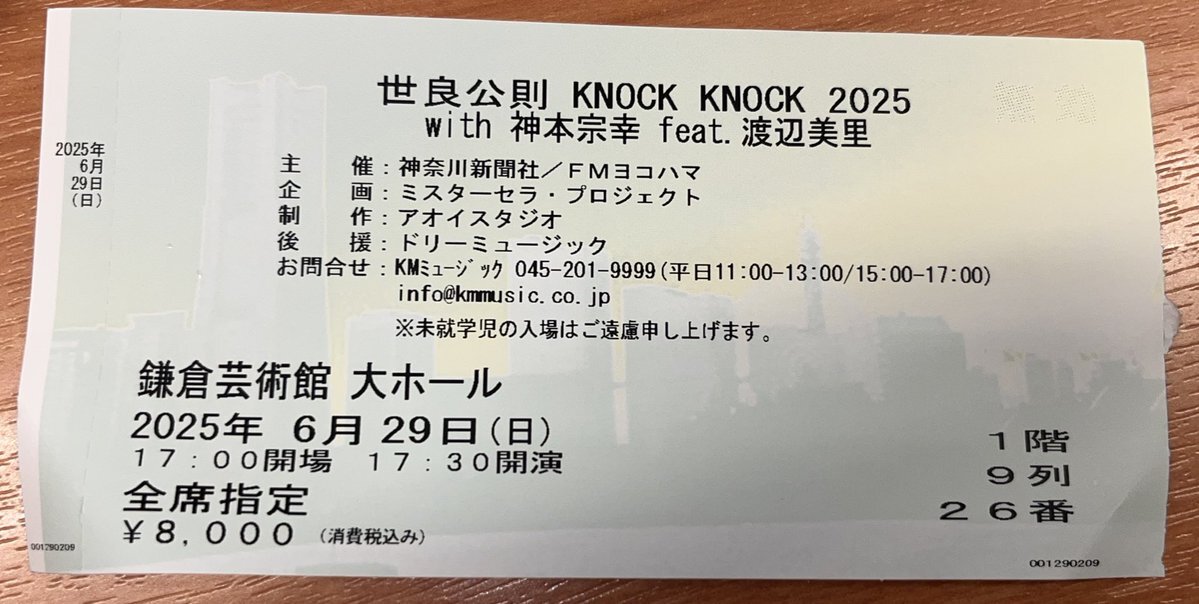 世良公則 KNOCK KNOCK 2025
with 神本宗幸 feat.渡辺美里
2025年
6月
29日
(日)
主　催：神奈川新聞社／ＦＭヨコハマ
企　画：ミスターセラ・プロジェクト
制　作：アオイスタジオ
後　援：ドリーミュージック
お問合せ：KMﾐｭｰｼﾞｯｸ 045-201-9999(平日11:00-13:00/15:00-17:00)
info@kmmusic.co.jp
※未就学児の入場はご遠慮申し上げます。
鎌倉芸術館 大ホール
2025年 6月 29日(日)
17：00開場 17：30開演
全席指定
￥8,000 (消費税込み)
1階
9列
26番
001290209
001290209